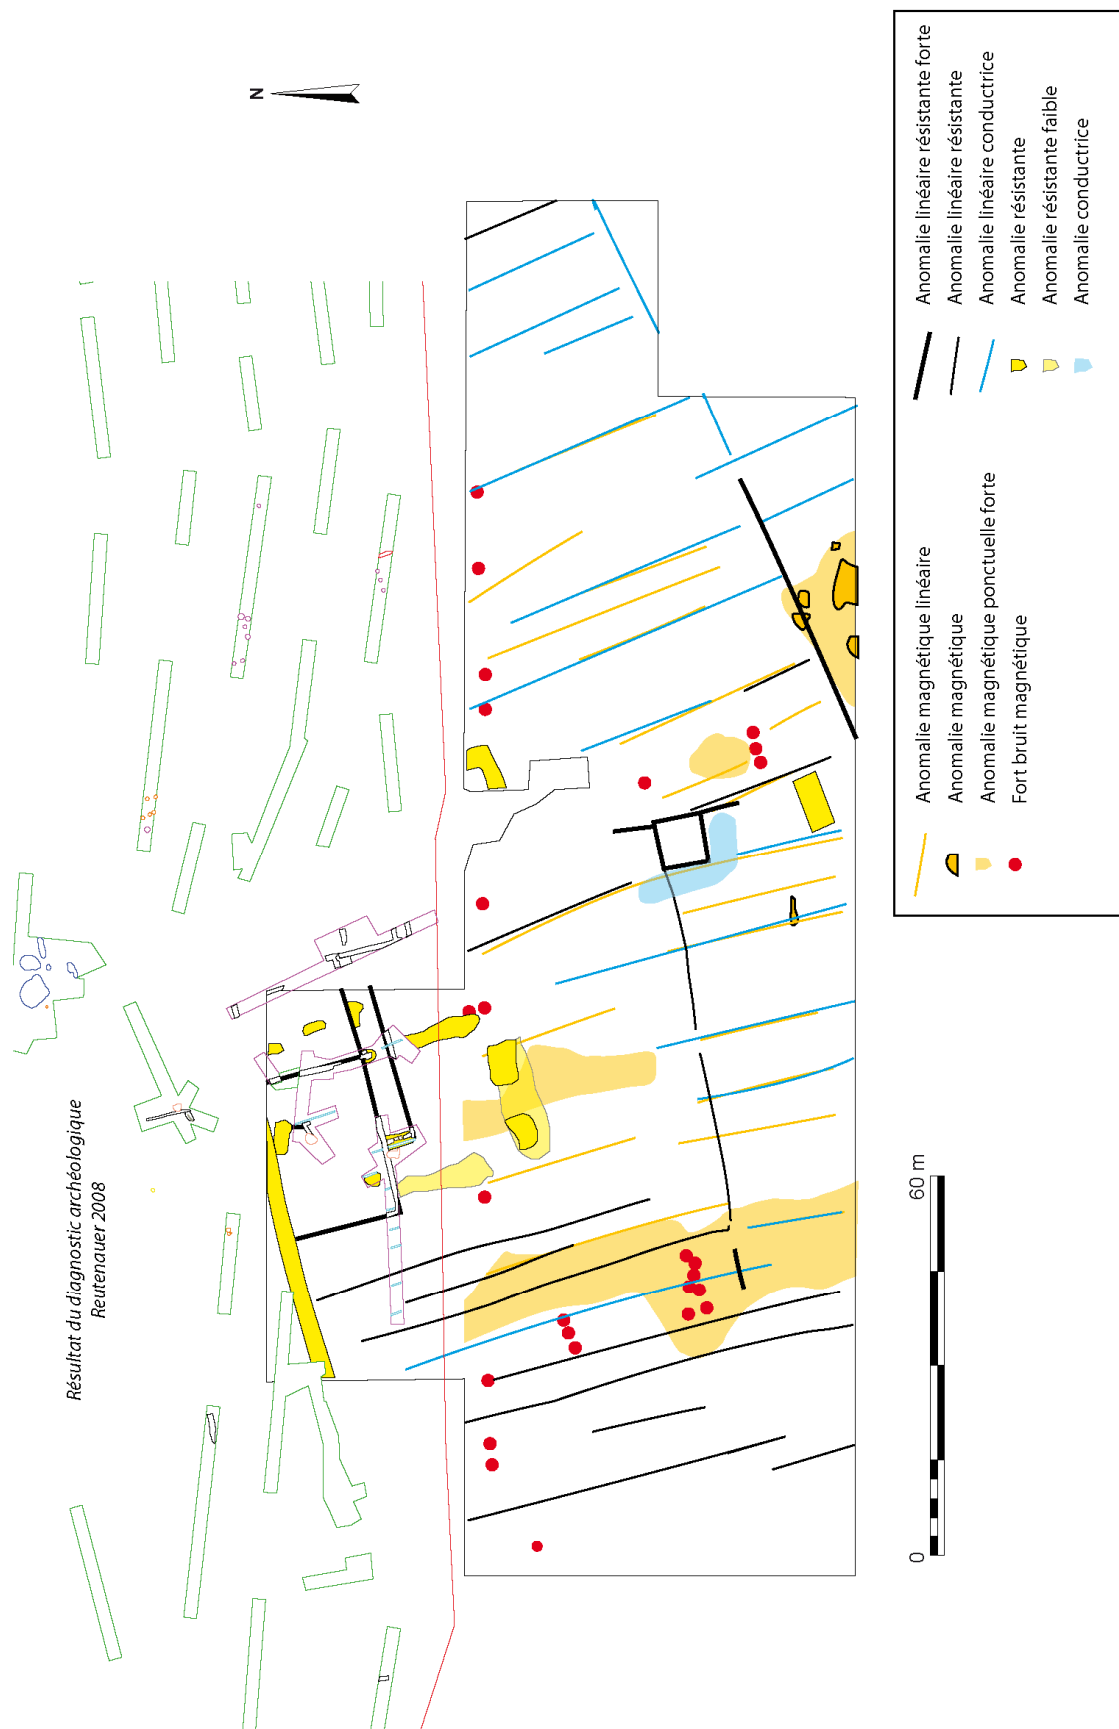 N
Résultat du diagnostic archéologique
Reutenauer 2008
0
60 m
Anomalie magnétique linéaire
Anomalie magnétique
Anomalie magnétique ponctuelle forte
Fort bruit magnétique
Anomalie linéaire résistante forte
Anomalie linéaire résistante
Anomalie linéaire conductrice
Anomalie résistante
Anomalie résistante faible
Anomalie conductrice